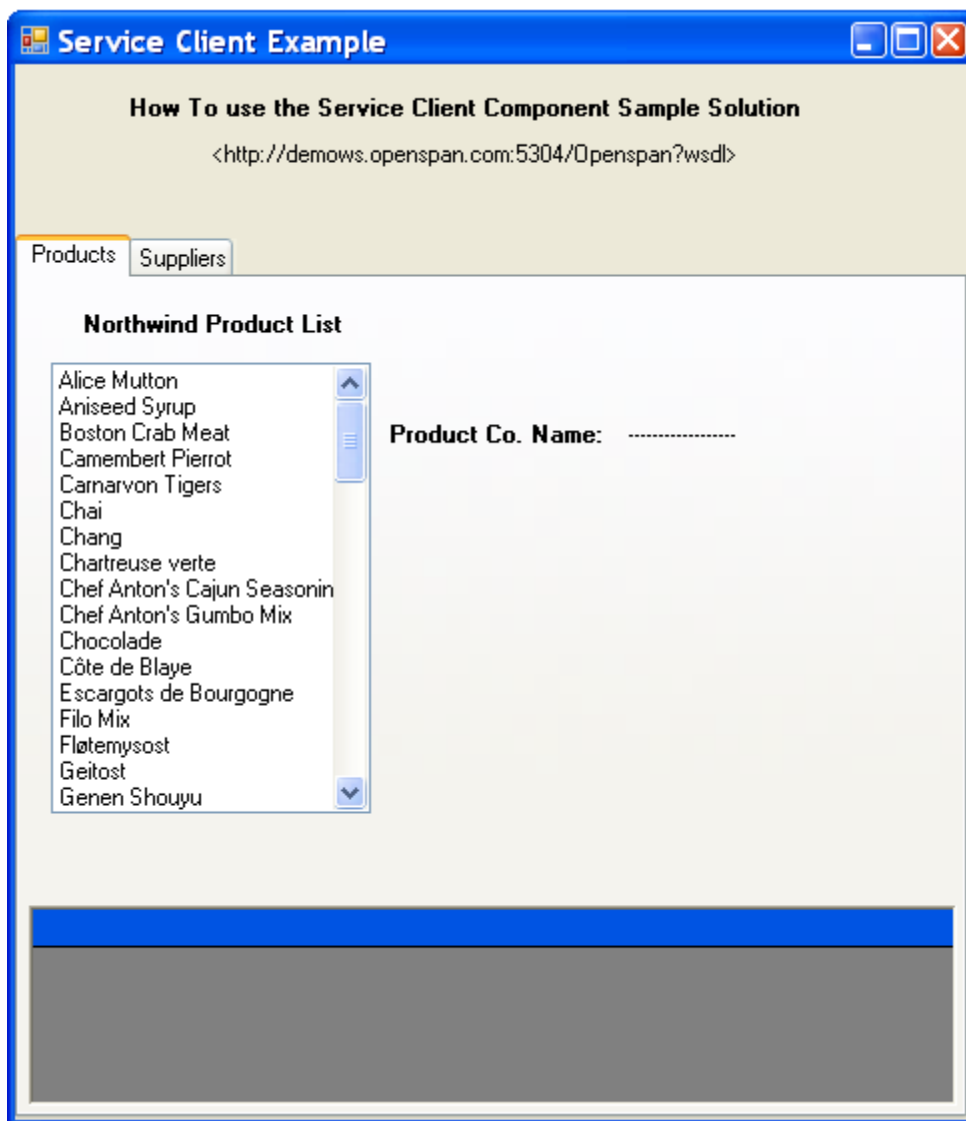 Service Client Example
How To use the Service Client Component Sample Solution
<http://demows.openspan.com:5304/Openspan?wsdl>
Products
Suppliers
Northwind Product List
Alice Mutton
Aniseed Syrup
Boston Crab Meat
Camembert Pierrot
Carnarvon Tigers
Chai
Chang
Chartreuse verte
Chef Anton's Cajun Seasonin
Chef Anton's Gumbo Mix
Chocolade
Côte de Blaye
Escargots de Bourgogne
Filo Mix
Fløtemysost
Geitost
Genen Shouyu
Product Co. Name: ------------------